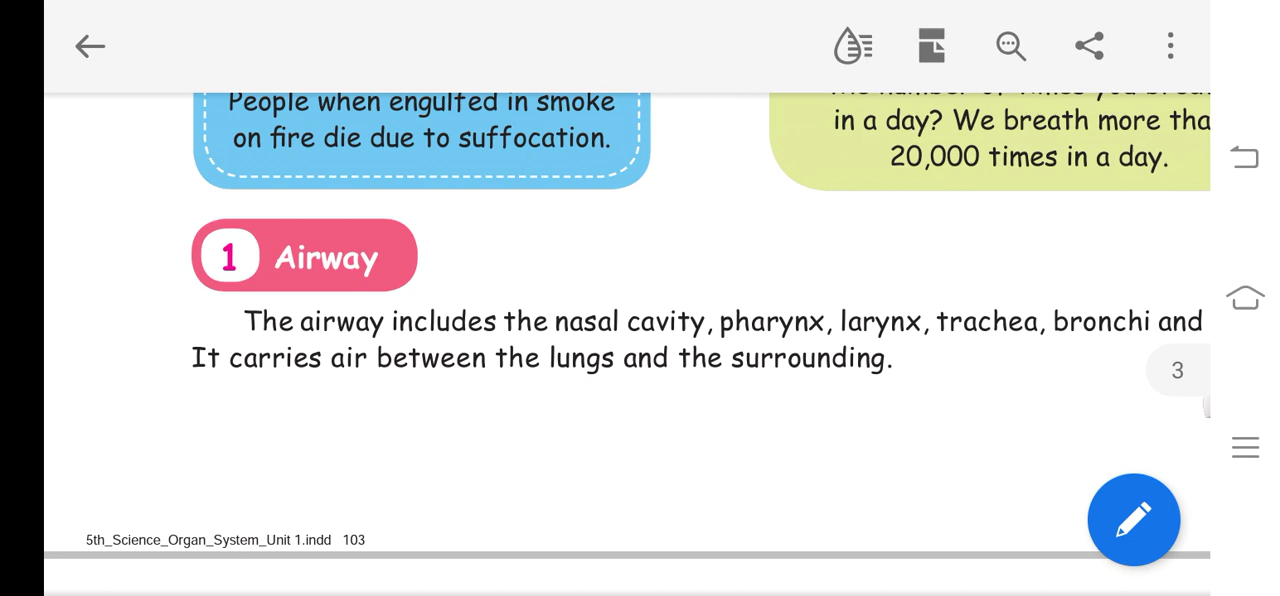 People when engulfed in smoke
on fire die due to suffocation.
in a day? We breath more tha
20,000 times in a day.
1 Airway
The airway includes the nasal cavity, pharynx, larynx, trachea, bronchi and
It carries air between the lungs and the surrounding.
3
5th_Science_Organ_System_Unit 1.indd 103